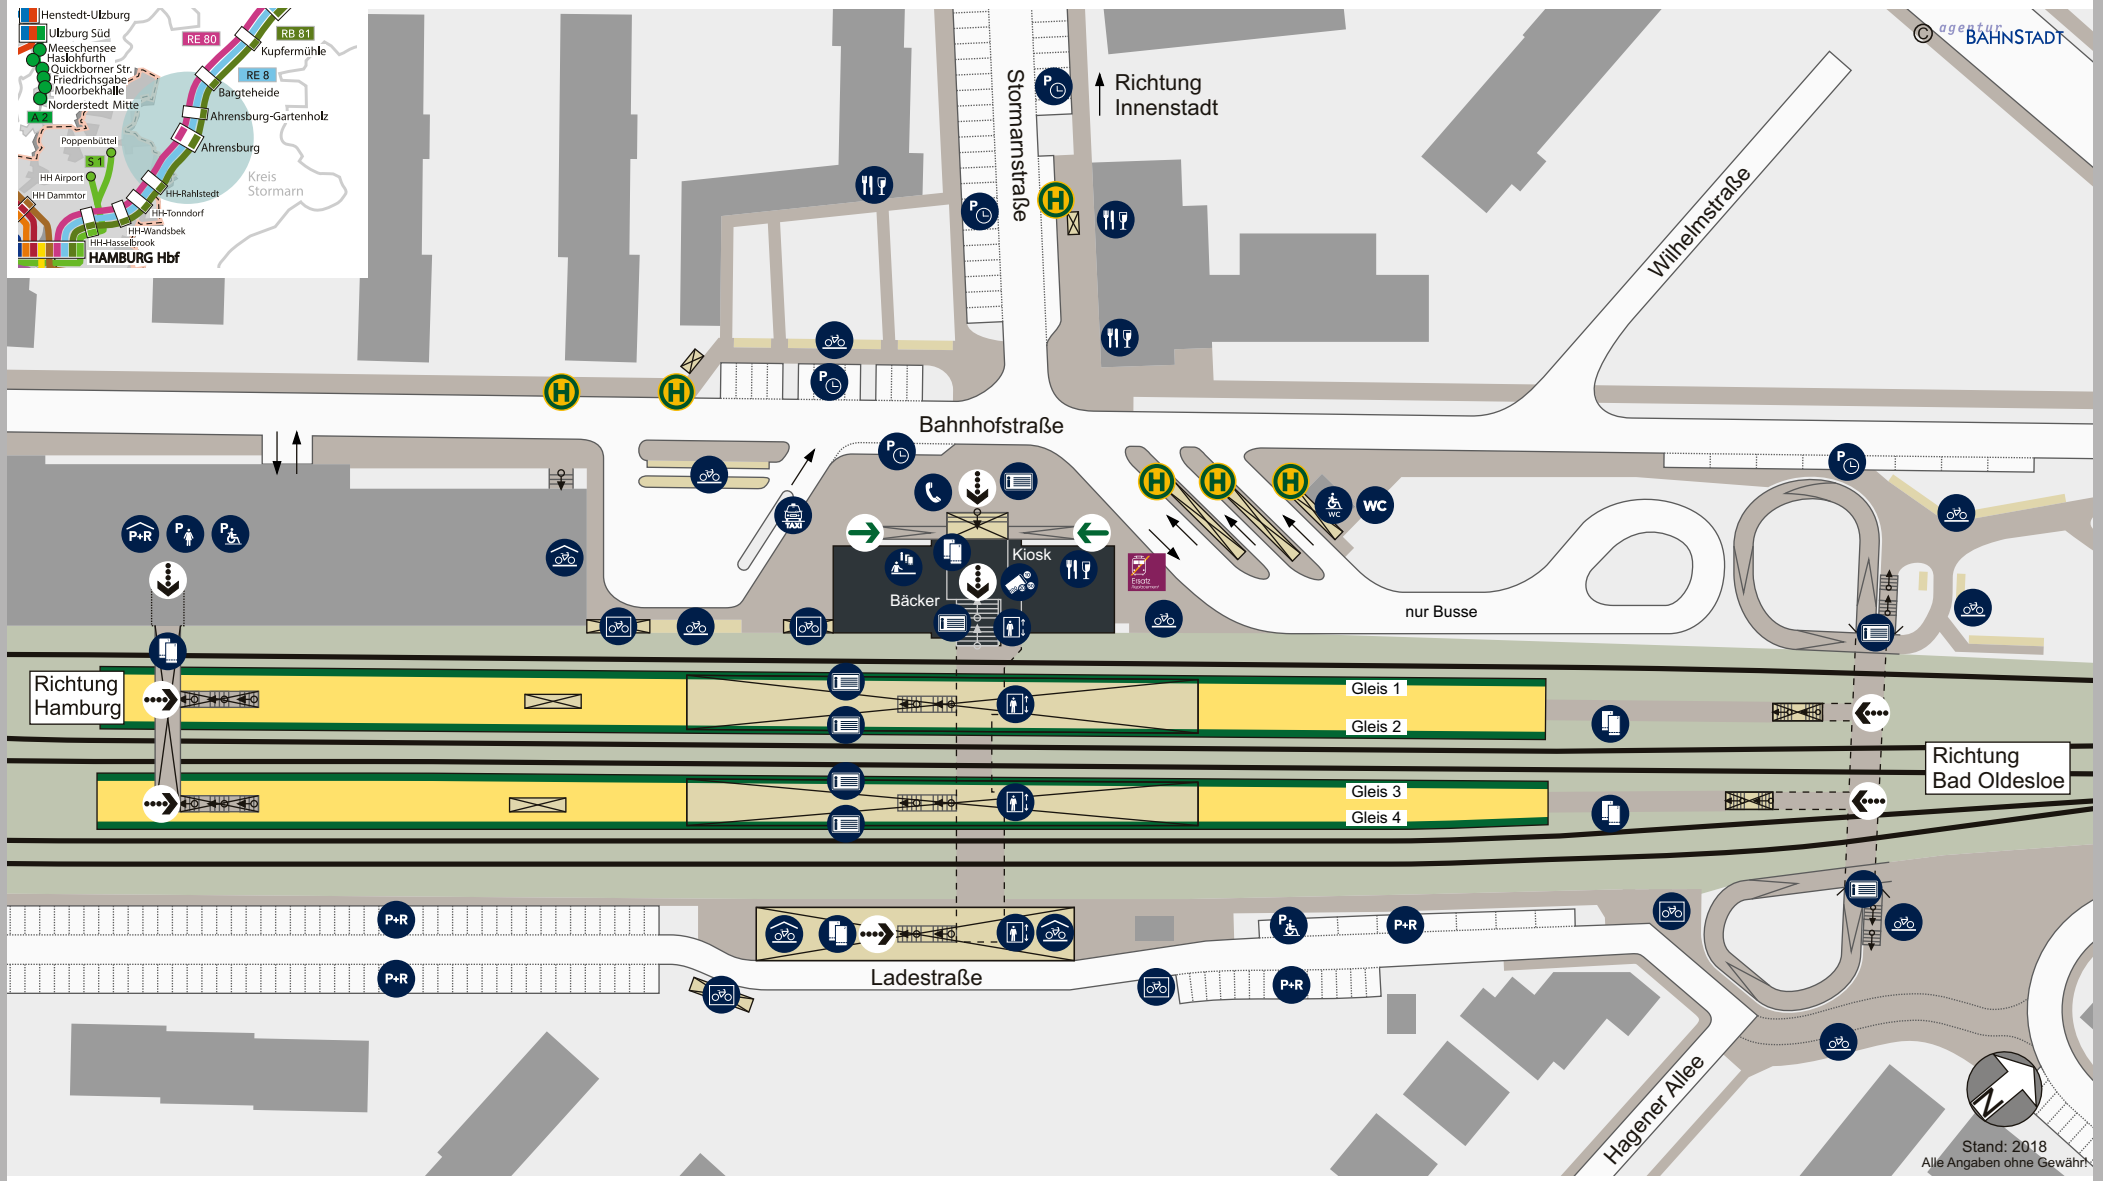 Henstedt-Ulzburg
Ulzburg Süd
Meeschensee
Haslohfurth
Quickborner Str.
Friedrichsgabe
Moorbekhalle
Norderstedt Mitte
A 2
Poppenbüttel
S 1
HH Airport
HH Dammtor
RE 80
RB 81
Kupfermühle
RE 8
Bargteheide
Ahrensburg-Gartenholz
Ahrensburg
Kreis
Stormarn
HH-Rahlstedt
HH-Tonndorf
HH-Wandsbek
HH-Hasselbrook
HAMBURG Hbf
© agentur
BAHNSTADT
Stormarnstraße
P
Richtung
Innenstadt
P
H
Wilhelmstraße
H
H
P
Bahnhofstraße
P
P
H
H
H
WC
WC
TAXI
P+R
P
P
Kiosk
Bäcker
Ersatz
Replacement
nur Busse
Richtung
Hamburg
Gleis 1
Gleis 2
Gleis 3
Gleis 4
Richtung
Bad Oldesloe
P+R
P
P+R
P+R
P+R
Ladestraße
Hagener Allee
N
Stand: 2018
Alle Angaben ohne Gewähr!